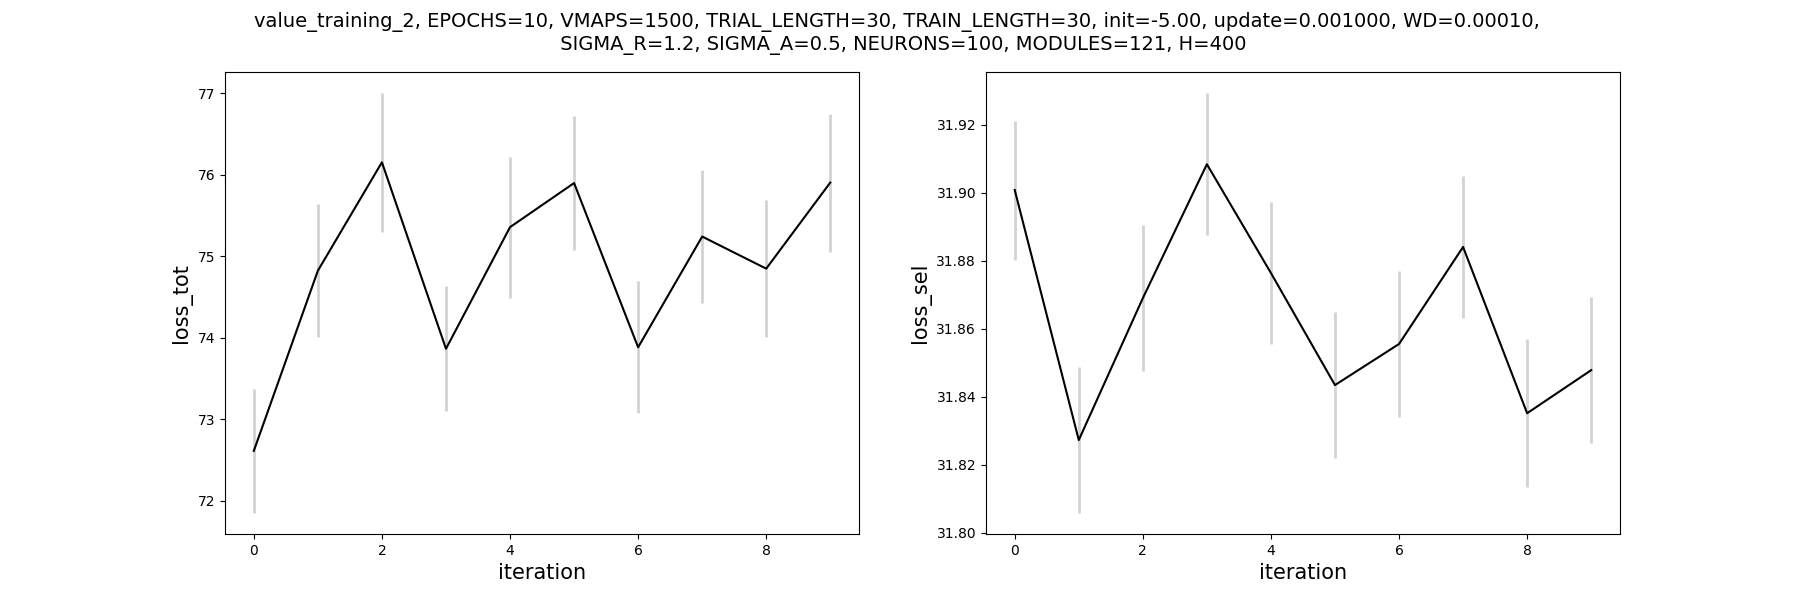 value_training_2, EPOCHS=10, VMAPS=1500, TRIAL_LENGTH=30, TRAIN_LENGTH=30, init=-5.00, update=0.001000, WD=0.00010,
SIGMA_R=1.2, SIGMA_A=0.5, NEURONS=100, MODULES=121, H=400
77
76
75
74
73
72
loss_tot
0 2 4 6 8
iteration
31.92
31.90
31.88
31.86
31.84
31.82
31.80
loss_sel
0 2 4 6 8
iteration